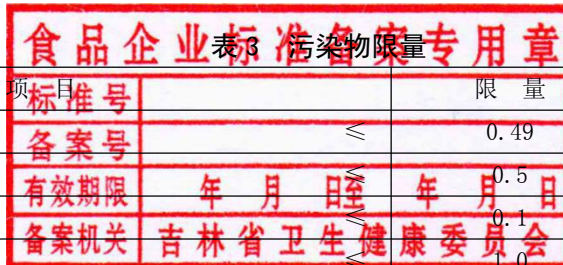 食品企业标准备案专用章
表 3 污染物限量
项 目 限 量
标准号
≤ 0.49
备案号
≤ 0.5
有效期限 年 月 日至 年 月 日
≤ 0.1
备案机关 吉林省卫生健康委员会
≤ 1.0